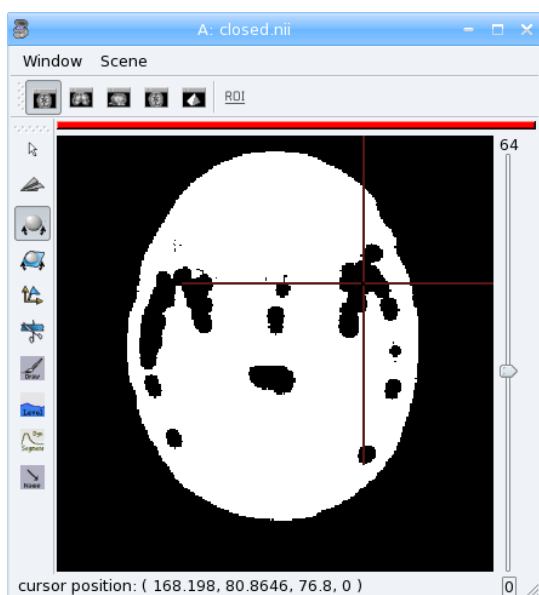 A: closed.nii
Window Scene
ROI
64
Draw
Level
Segment
Name
cursor position: ( 168.198, 80.8646, 76.8, 0 )
0